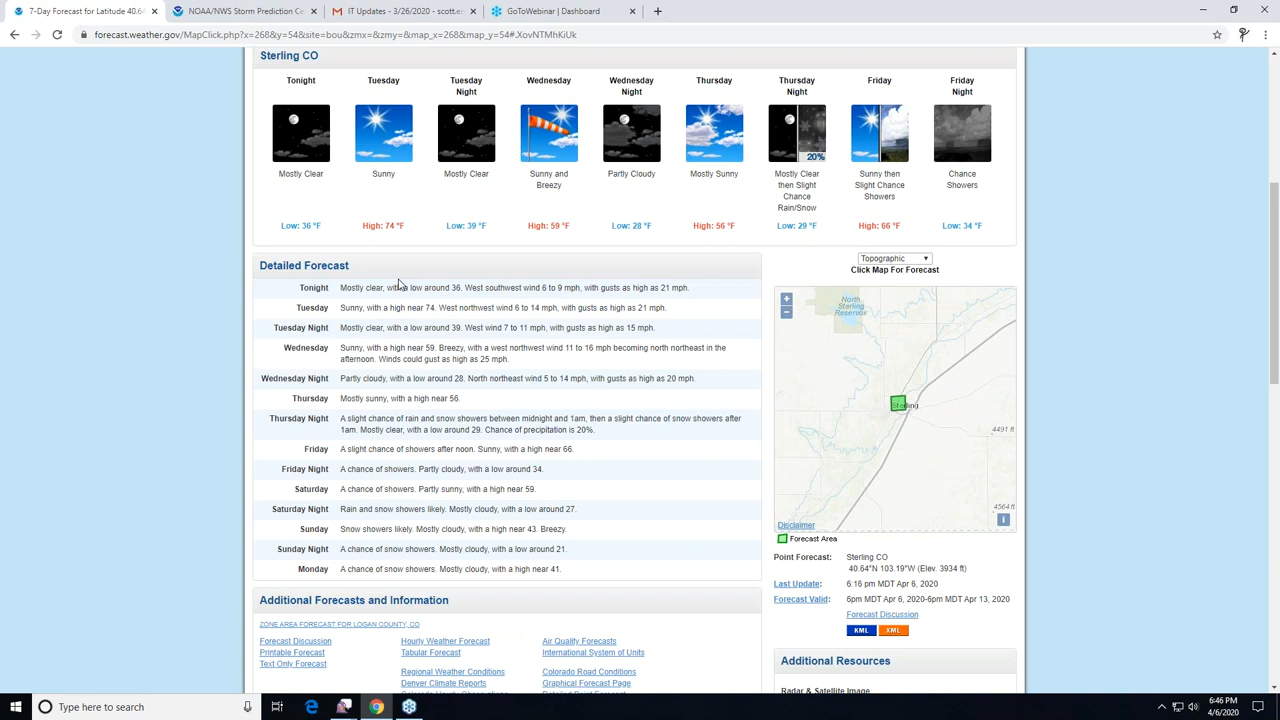 7-Day Forecast for Latitude 40.64
NOAA/NWS Storm Prediction Ce
IT Updates - 3/26/2020 - scott.e
GoToWebinar | Dashboard
forecast.weather.gov/MapClick.php?x=268&y=54&site=bou&zmx=&zmy=&map_x=268&map_y=54#.XovNTMhKiUk
Sterling CO
Tonight
Tuesday
Tuesday
Night
Wednesday
Wednesday
Night
Thursday
Thursday
Night
Friday
Friday
Night
20%
Mostly Clear
Sunny
Mostly Clear
Sunny and
Breezy
Partly Cloudy
Mostly Sunny
Mostly Clear
then Slight
Chance
Rain/Snow
Sunny then
Slight Chance
Showers
Chance
Showers
Low: 36 °F
High: 74 °F
Low: 39 °F
High: 59 °F
Low: 28 °F
High: 56 °F
Low: 29 °F
High: 66 °F
Low: 34 °F
Detailed Forecast
Tonight Mostly clear, with a low around 36. West southwest wind 6 to 9 mph, with gusts as high as 21 mph.
Tuesday Sunny, with a high near 74. West northwest wind 6 to 14 mph, with gusts as high as 21 mph.
Tuesday Night Mostly clear, with a low around 39. West wind 7 to 11 mph, with gusts as high as 15 mph.
Wednesday Sunny, with a high near 59. Breezy, with a west northwest wind 11 to 16 mph becoming north northeast in the
afternoon. Winds could gust as high as 25 mph.
Wednesday Night Partly cloudy, with a low around 28. North northeast wind 5 to 14 mph, with gusts as high as 20 mph.
Thursday Mostly sunny, with a high near 56.
Thursday Night A slight chance of rain and snow showers between midnight and 1am, then a slight chance of snow showers after
1am. Mostly clear, with a low around 29. Chance of precipitation is 20%.
Friday A slight chance of showers after noon. Sunny, with a high near 66.
Friday Night A chance of showers. Partly cloudy, with a low around 34.
Saturday A chance of showers. Partly sunny, with a high near 59.
Saturday Night Rain and snow showers likely. Mostly cloudy, with a low around 27.
Sunday Snow showers likely. Mostly cloudy, with a high near 43. Breezy.
Sunday Night A chance of snow showers. Mostly cloudy, with a low around 21.
Monday A chance of snow showers. Mostly cloudy, with a high near 41.
Topographic
Click Map For Forecast
+
−
North
Sterling
Reservoir
Sterling
4491 ft
4564 ft
i
Disclaimer
Forecast Area
Point Forecast: Sterling CO
40.64°N 103.19°W (Elev. 3934 ft)
Last Update: 6:16 pm MDT Apr 6, 2020
Forecast Valid: 6pm MDT Apr 6, 2020-6pm MDT Apr 13, 2020
Forecast Discussion
KML XML
Additional Resources
Radar & Satellite Image
Additional Forecasts and Information
ZONE AREA FORECAST FOR LOGAN COUNTY, CO
Forecast Discussion
Printable Forecast
Text Only Forecast
Hourly Weather Forecast
Tabular Forecast
Regional Weather Conditions
Denver Climate Reports
Air Quality Forecasts
International System of Units
Colorado Road Conditions
Graphical Forecast Page
Type here to search
6:46 PM
4/6/2020